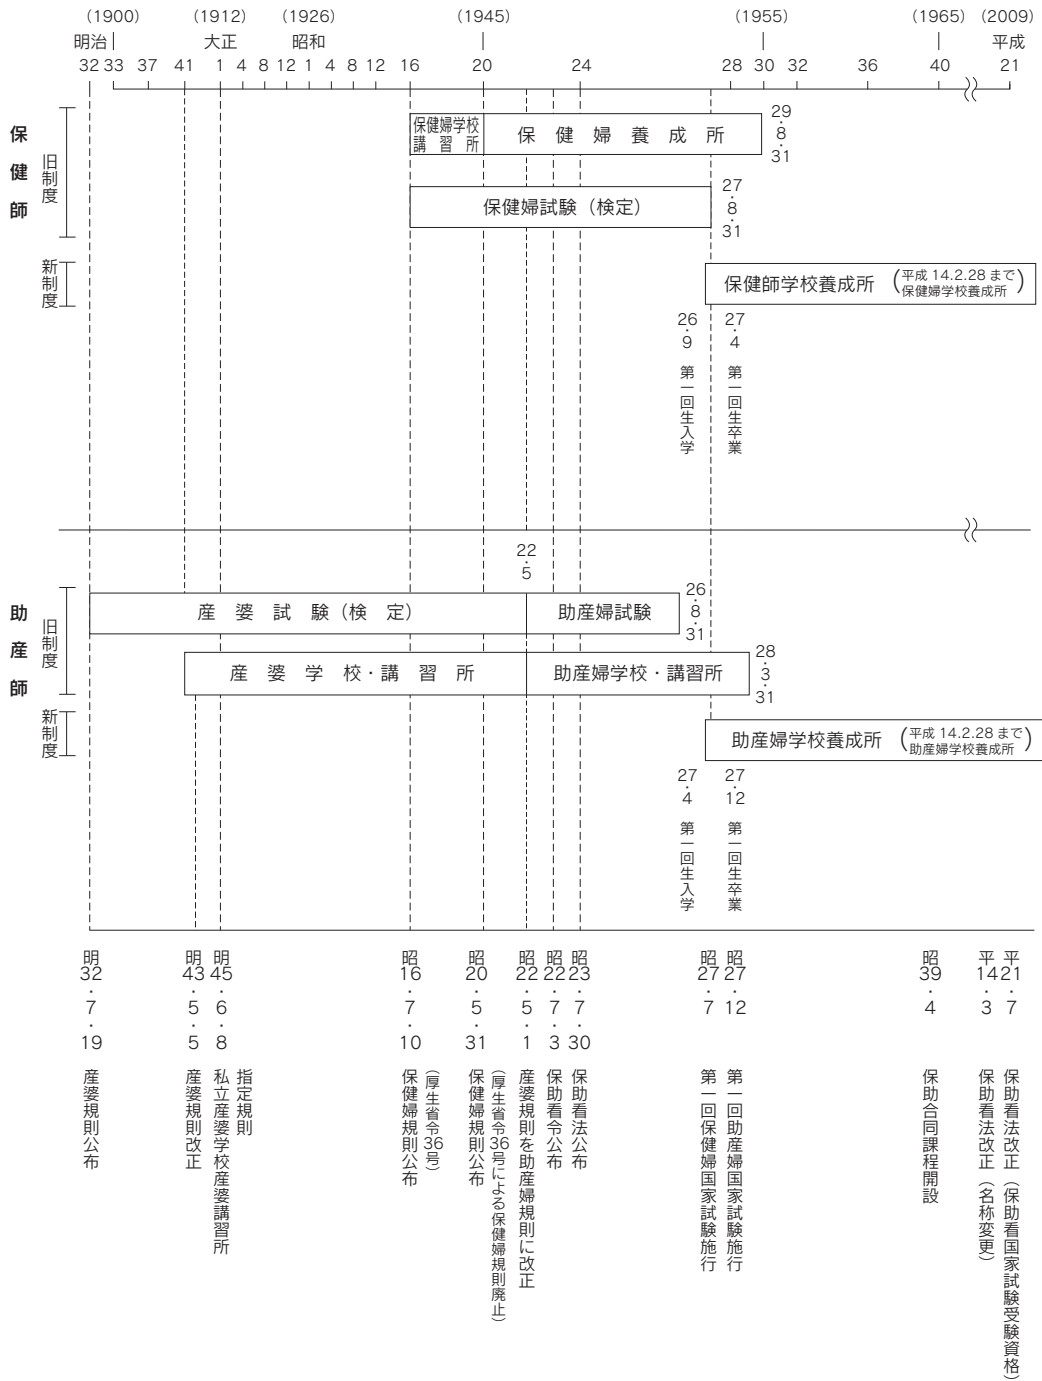 (1900) (1912) (1926) (1945) (1955) (1965) (2009)
明治 大正 昭和 平成
32 33 37 41 1 4 8 12 1 4 8 12 16 20 24 28 30 32 36 40 21
保健師
旧制度
保健婦学校
講習所
保健婦養成所
29・8・31
保健婦試験(検定)
27・8・31
新制度
保健師学校養成所
(平成14.2.28まで
保健婦学校養成所)
26・9 第一回生入学
27・4 第一回生卒業
22・5
助産師
旧制度
産婆試験(検定)
助産婦試験
26・8・31
産婆学校・講習所
助産婦学校・講習所
28・3・31
新制度
助産婦学校養成所
(平成14.2.28まで
助産婦学校養成所)
27・4 第一回生入学
27・12 第一回生卒業
明32・7・19 産婆規則公布
明43・5・5 産婆規則改正
明45・6・8 私立産婆学校産婆講習所
指定規則
昭16・7・10 保健婦規則公布
(厚生省令36号)
昭20・5・31 保健婦規則公布
(厚生省令36号による保健婦規則廃止)
昭22・5・1 産婆規則を助産婦規則に改正
昭22・7・3 保助看令公布
昭23・7・30 保助看法公布
昭27・7 第一回保健婦国家試験施行
昭27・12 第一回助産婦国家試験施行
昭39・4 保助合同課程開設
平14・3 保助看法改正(名称変更)
平21・7 保助看法改正(保助看国家試験受験資格)